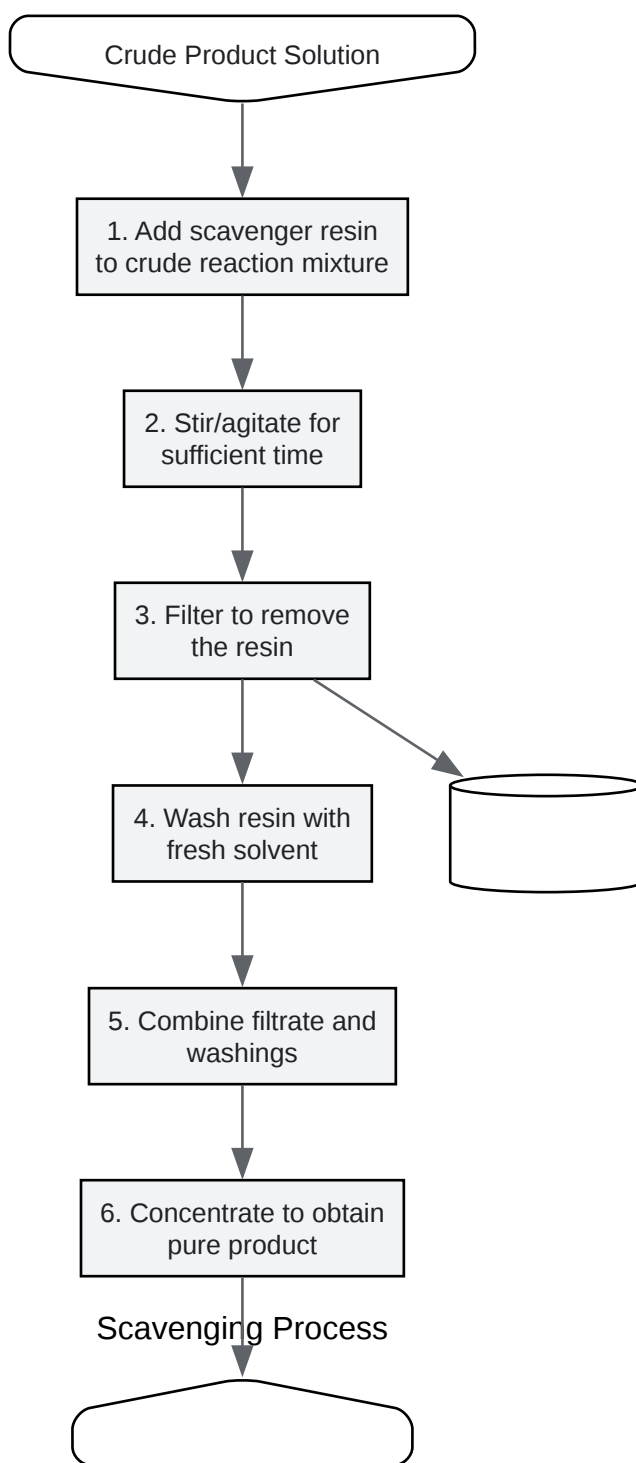 Crude Product Solution
1. Add scavenger resin
to crude reaction mixture
2. Stir/agitate for
sufficient time
3. Filter to remove
the resin
4. Wash resin with
fresh solvent
5. Combine filtrate and
washings
6. Concentrate to obtain
pure product
Scavenging Process